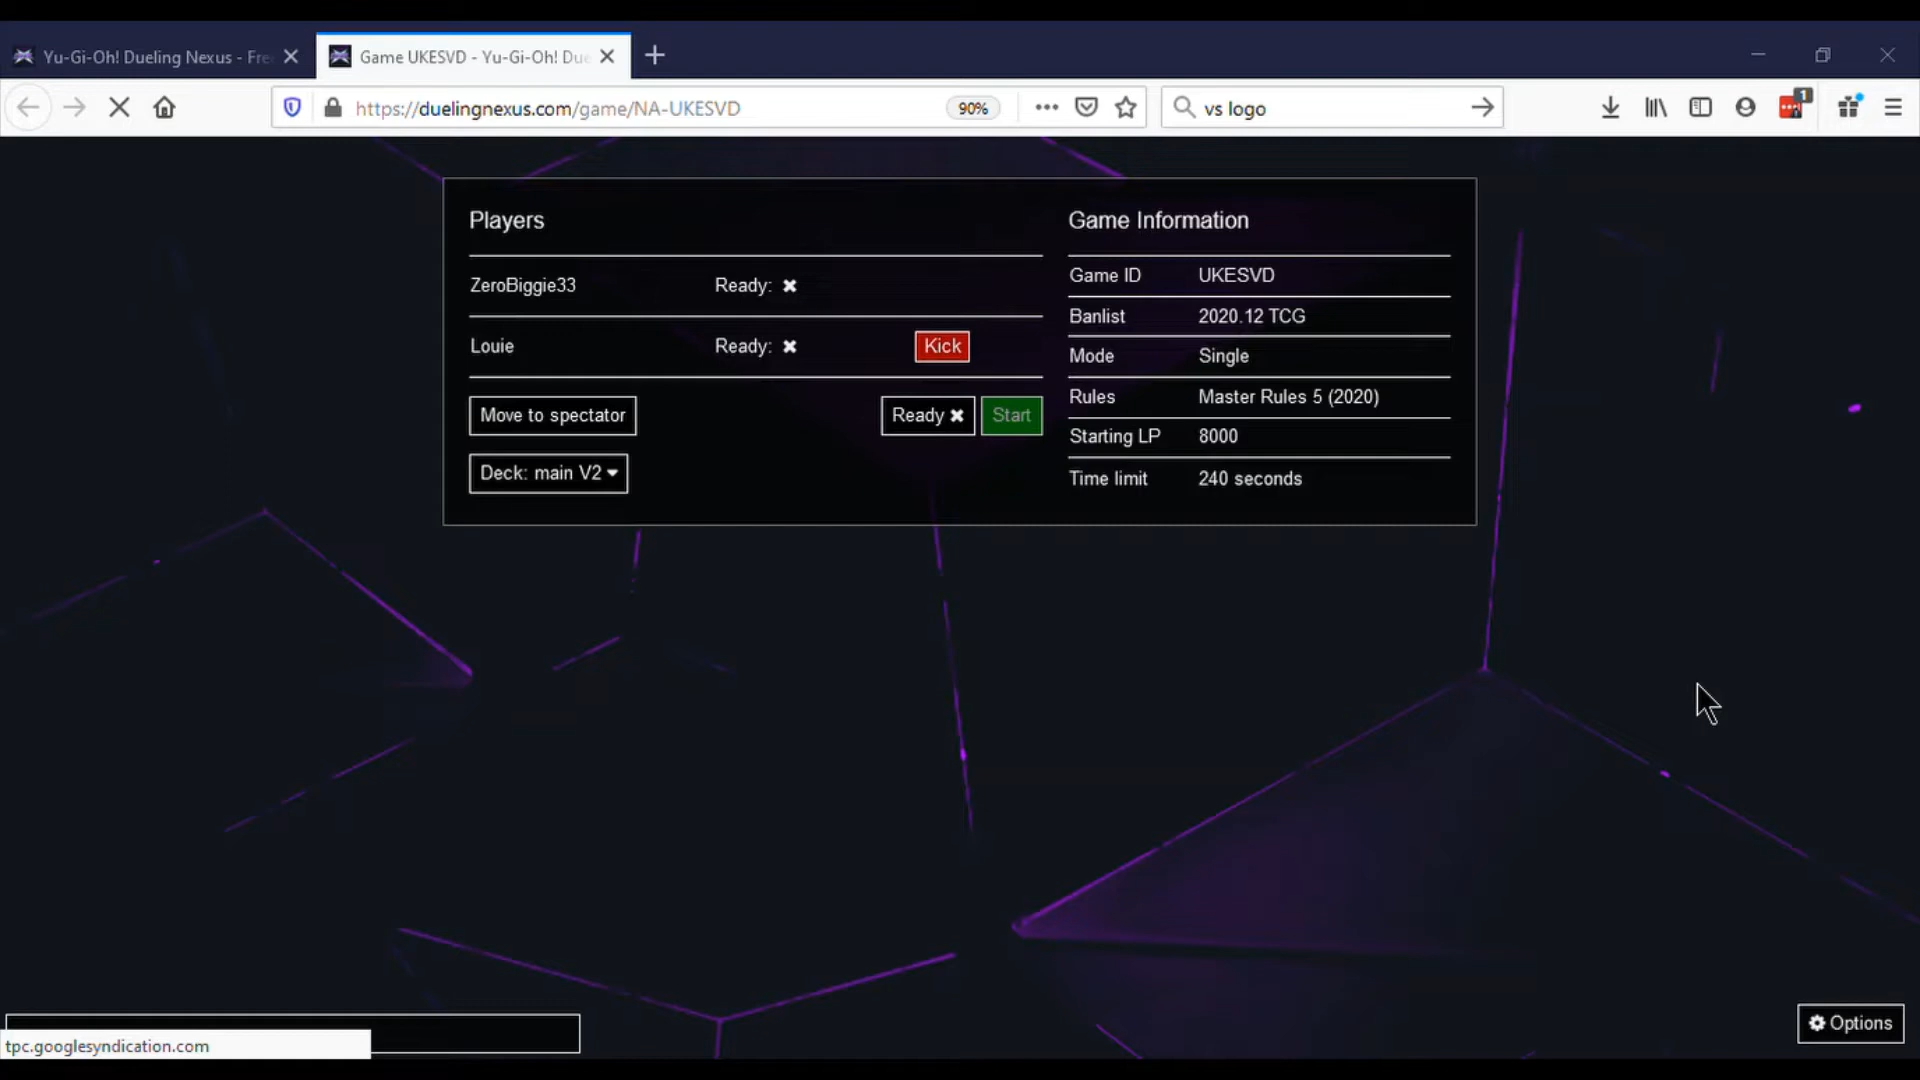 Yu-Gi-Oh! Dueling Nexus - Fre
Game UKESVD - Yu-Gi-Oh! Due
https://duelingnexus.com/game/NA-UKESVD
90%
vs logo
1
Players
ZeroBiggie33 Ready: ✖
Louie Ready: ✖ Kick
Move to spectator Ready ✖ Start
Deck: main V2
Game Information
Game ID UKESVD
Banlist 2020.12 TCG
Mode Single
Rules Master Rules 5 (2020)
Starting LP 8000
Time limit 240 seconds
tpc.googlesyndication.com
Options